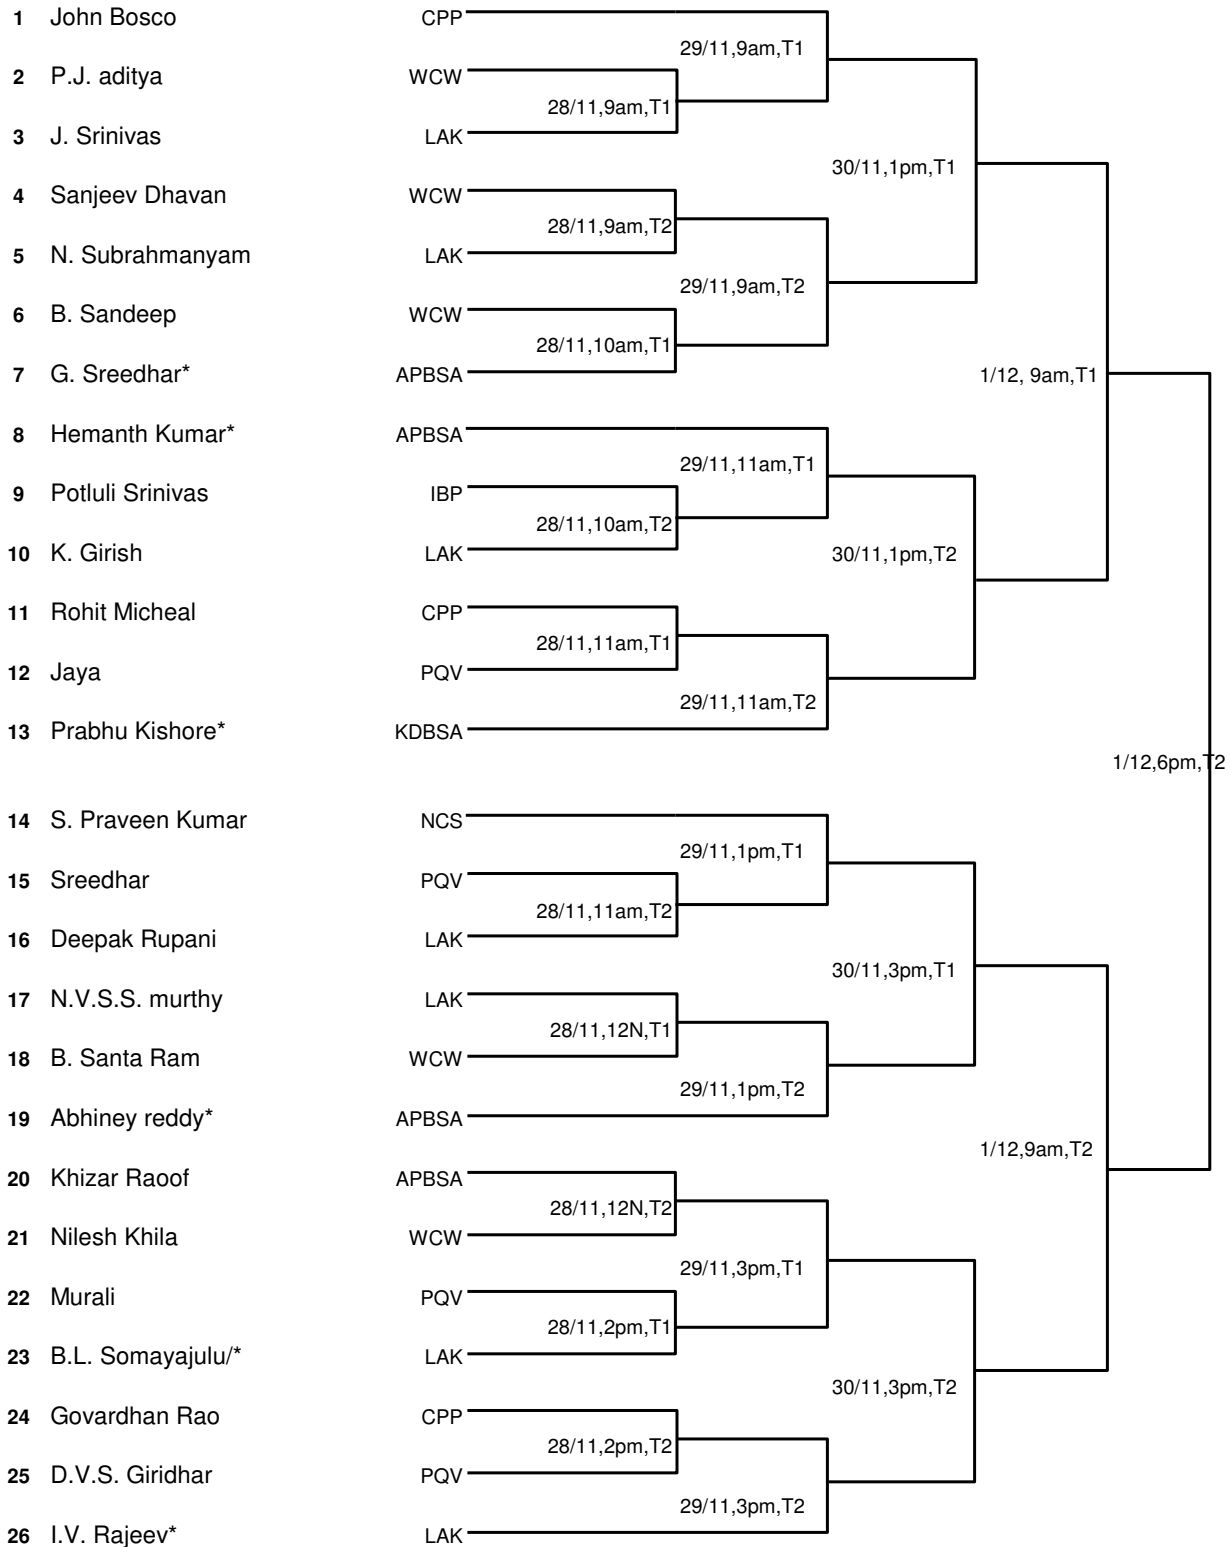 1 John Bosco CPP
29/11,9am,T1
2 P.J. aditya WCW
28/11,9am,T1
3 J. Srinivas LAK
30/11,1pm,T1
4 Sanjeev Dhavan WCW
28/11,9am,T2
5 N. Subrahmanyam LAK
29/11,9am,T2
6 B. Sandeep WCW
28/11,10am,T1
7 G. Sreedhar* APBSA 1/12, 9am,T1
8 Hemanth Kumar* APBSA
29/11,11am,T1
9 Potluli Srinivas IBP
28/11,10am,T2
10 K. Girish LAK 30/11,1pm,T2
11 Rohit Micheal CPP
28/11,11am,T1
12 Jaya PQV
29/11,11am,T2
13 Prabhu Kishore* KDBSA
1/12,6pm,T2
14 S. Praveen Kumar NCS
29/11,1pm,T1
15 Sreedhar PQV
28/11,11am,T2
16 Deepak Rupani LAK
30/11,3pm,T1
17 N.V.S.S. murthy LAK
28/11,12N,T1
18 B. Santa Ram WCW
29/11,1pm,T2
19 Abhiney reddy* APBSA
1/12,9am,T2
20 Khizar Raoof APBSA
28/11,12N,T2
21 Nilesh Khila WCW
29/11,3pm,T1
22 Murali PQV
28/11,2pm,T1
23 B.L. Somayajulu/* LAK
30/11,3pm,T2
24 Govardhan Rao CPP
28/11,2pm,T2
25 D.V.S. Giridhar PQV
29/11,3pm,T2
26 I.V. Rajeev* LAK